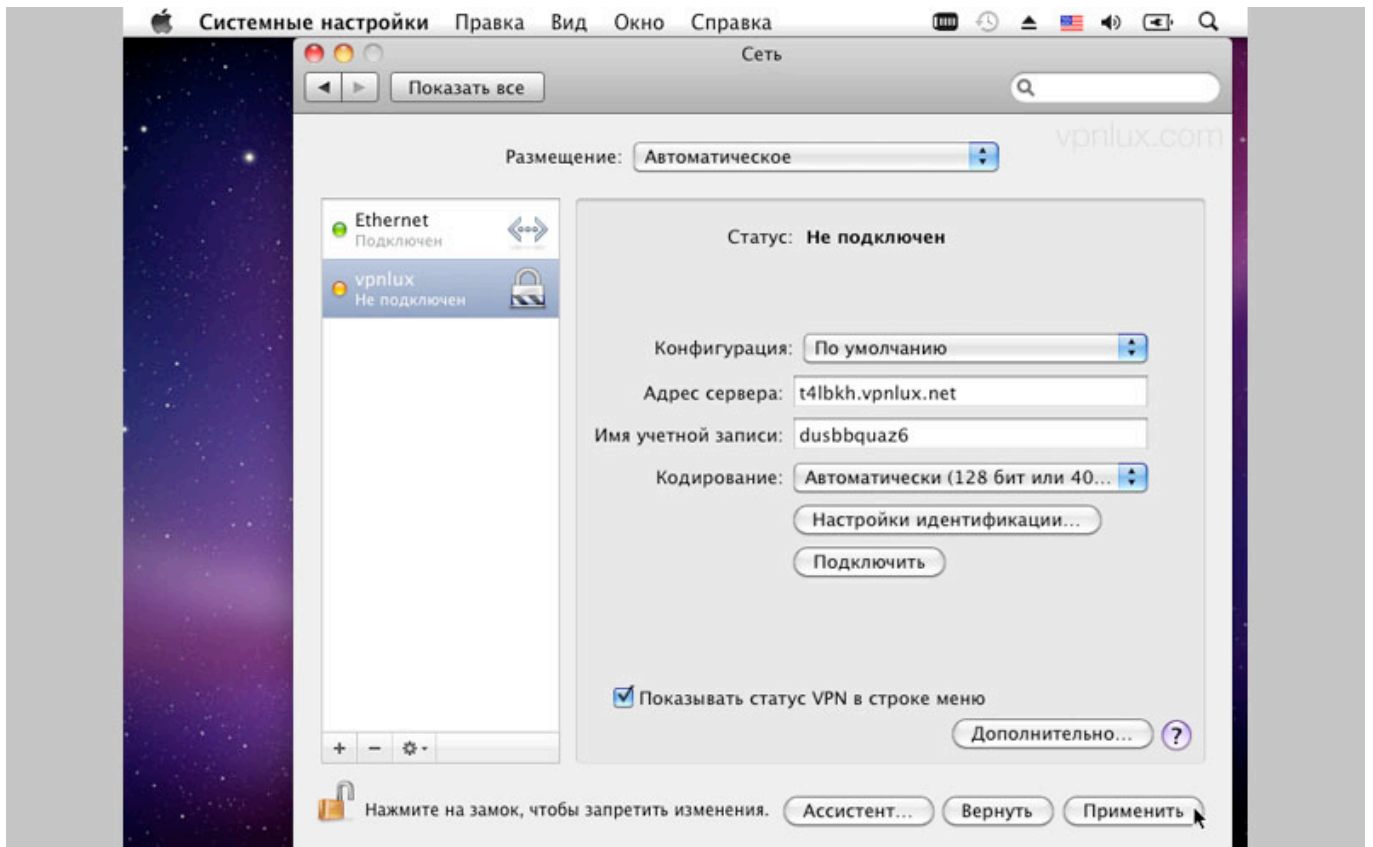 Системные настройки Правка Вид Окно Справка
Сеть
Показать все
vpnlux.com
Размещение: Автоматическое
Ethernet
Подключен
vpnlux
Не подключен
Статус: Не подключен
Конфигурация: По умолчанию
Адрес сервера: t4lbkh.vpnlux.net
Имя учетной записи: dusbbquaz6
Кодирование: Автоматически (128 бит или 40...
Настройки идентификации...
Подключить
Показывать статус VPN в строке меню
Дополнительно... ?
Нажмите на замок, чтобы запретить изменения. Ассистент... Вернуть Применить